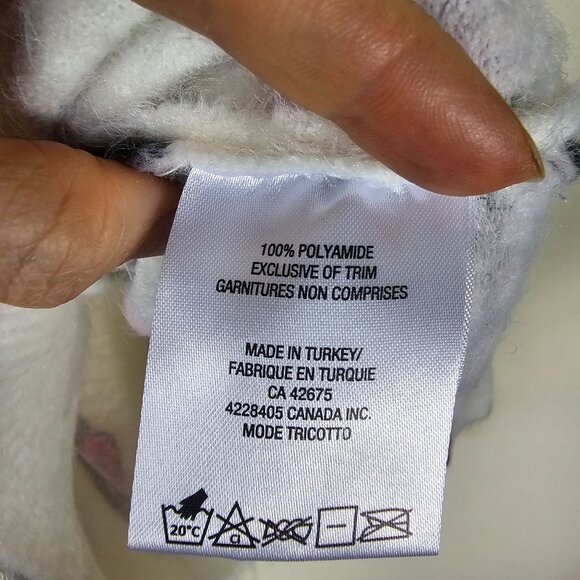 100% POLYAMIDE
EXCLUSIVE OF TRIM
GARNITURES NON COMPRISES
MADE IN TURKEY/
FABRIQUE EN TURQUIE
CA 42675
4228405 CANADA INC.
MODE TRICOTTO
20°C Cl